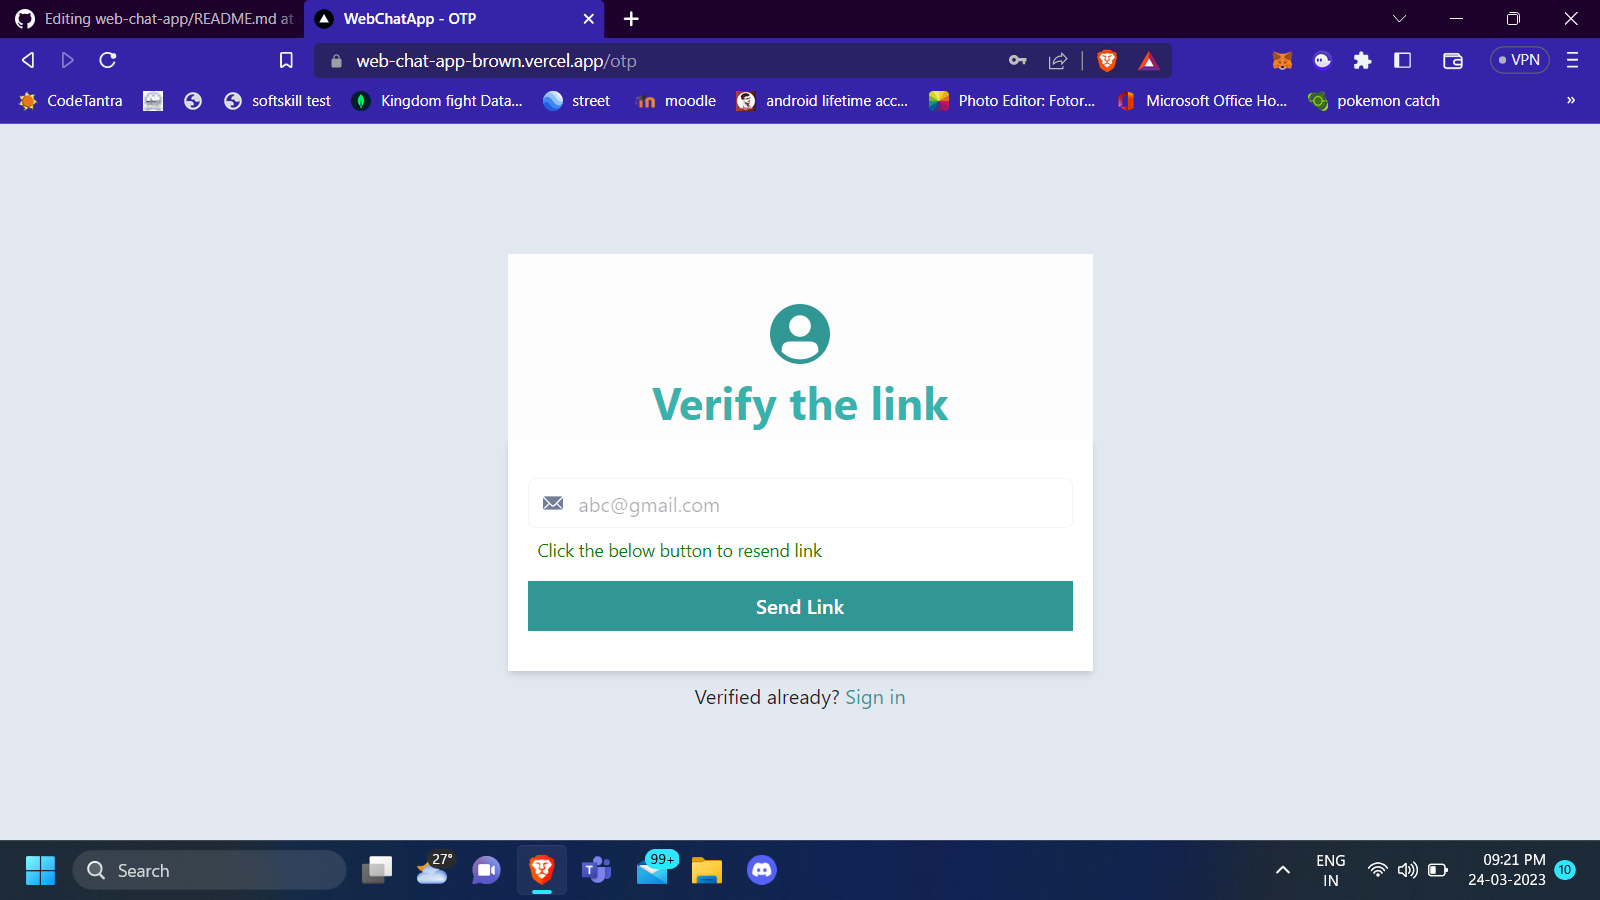 Editing web-chat-app/README.md at
WebChatApp - OTP
web-chat-app-brown.vercel.app/otp
VPN
CodeTantra
softskill test
Kingdom fight Data...
street
moodle
android lifetime acc...
Photo Editor: Fotor...
Microsoft Office Ho...
pokemon catch
»
Verify the link
abc@gmail.com
Click the below button to resend link
Send Link
Verified already? Sign in
Search
27°
99+
ENG
IN
09:21 PM
24-03-2023
10